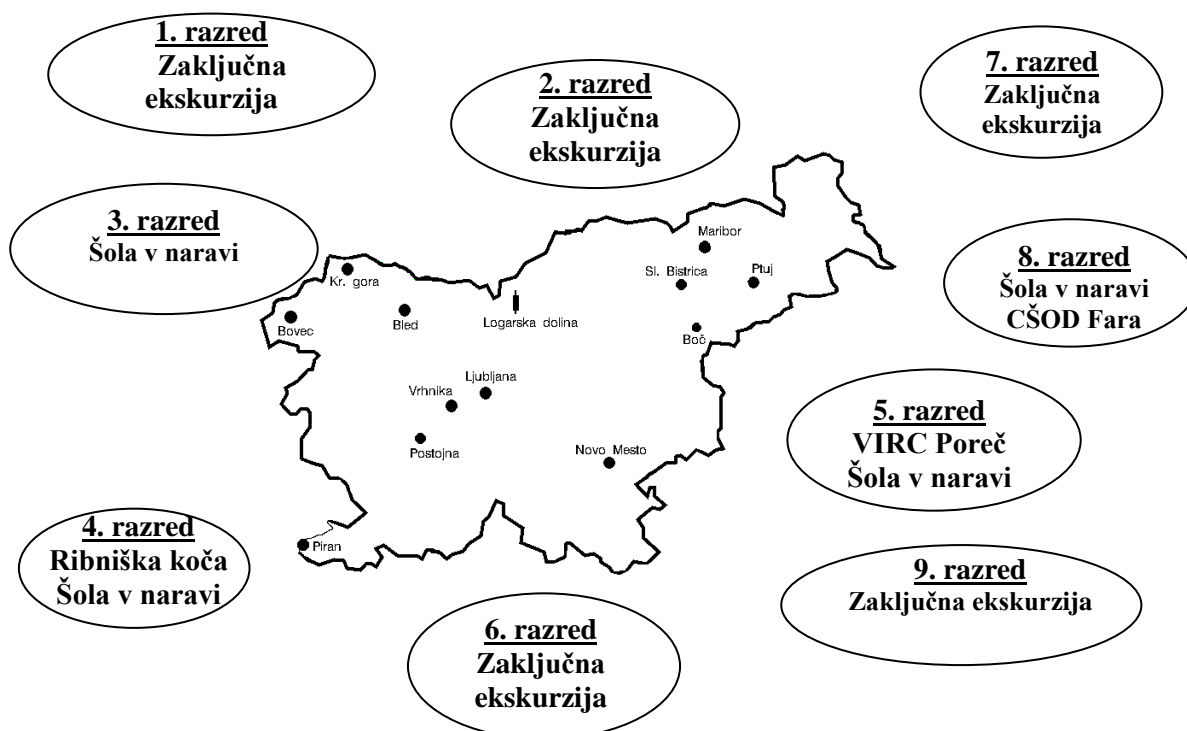 1. razred
Zaključna
ekskurzija
2. razred
Zaključna
ekskurzija
7. razred
Zaključna
ekskurzija
3. razred
Šola v naravi
8. razred
Šola v naravi
CŠOD Fara
Maribor
Sl. Bistrica
Ptuj
Kr. gora
Bovec
Bled
Logarska dolina
Boč
Ljubljana
Vrhnika
Postojna
Novo Mesto
Piran
5. razred
VIRC Poreč
Šola v naravi
4. razred
Ribniška koča
Šola v naravi
9. razred
Zaključna ekskurzija
6. razred
Zaključna
ekskurzija